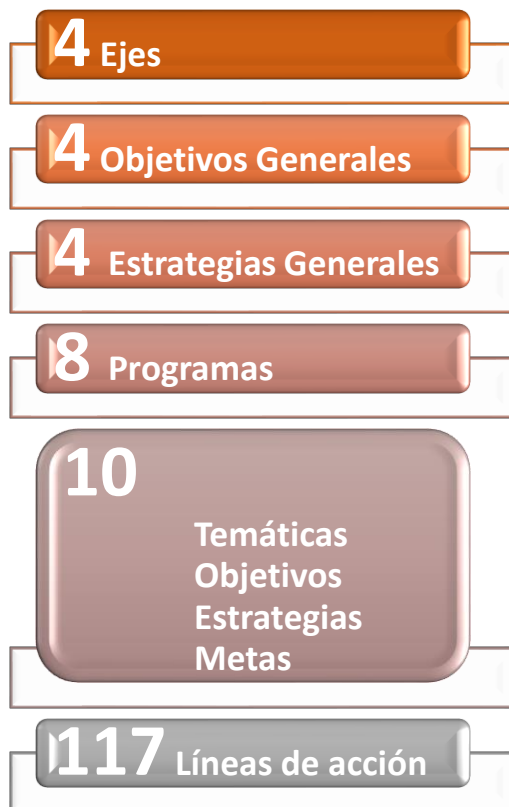 4 Ejes
4 Objetivos Generales
4 Estrategias Generales
8 Programas
10
Temáticas
Objetivos
Estrategias
Metas
117 Líneas de acción